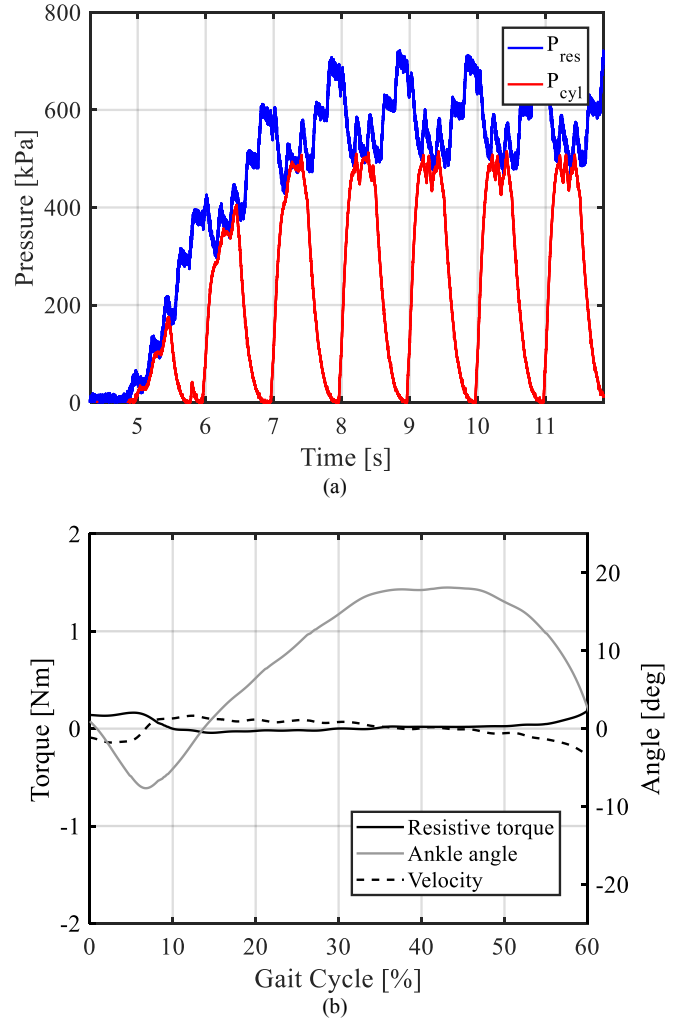 800
600
400
200
0
Pressure [kPa]
P_res
P_cyl
5 6 7 8 9 10 11
Time [s]
(a)
2
1
0
-1
-2
Torque [Nm]
20
10
0
-10
-20
Angle [deg]
Resistive torque
Ankle angle
Velocity
0 10 20 30 40 50 60
Gait Cycle [%]
(b)